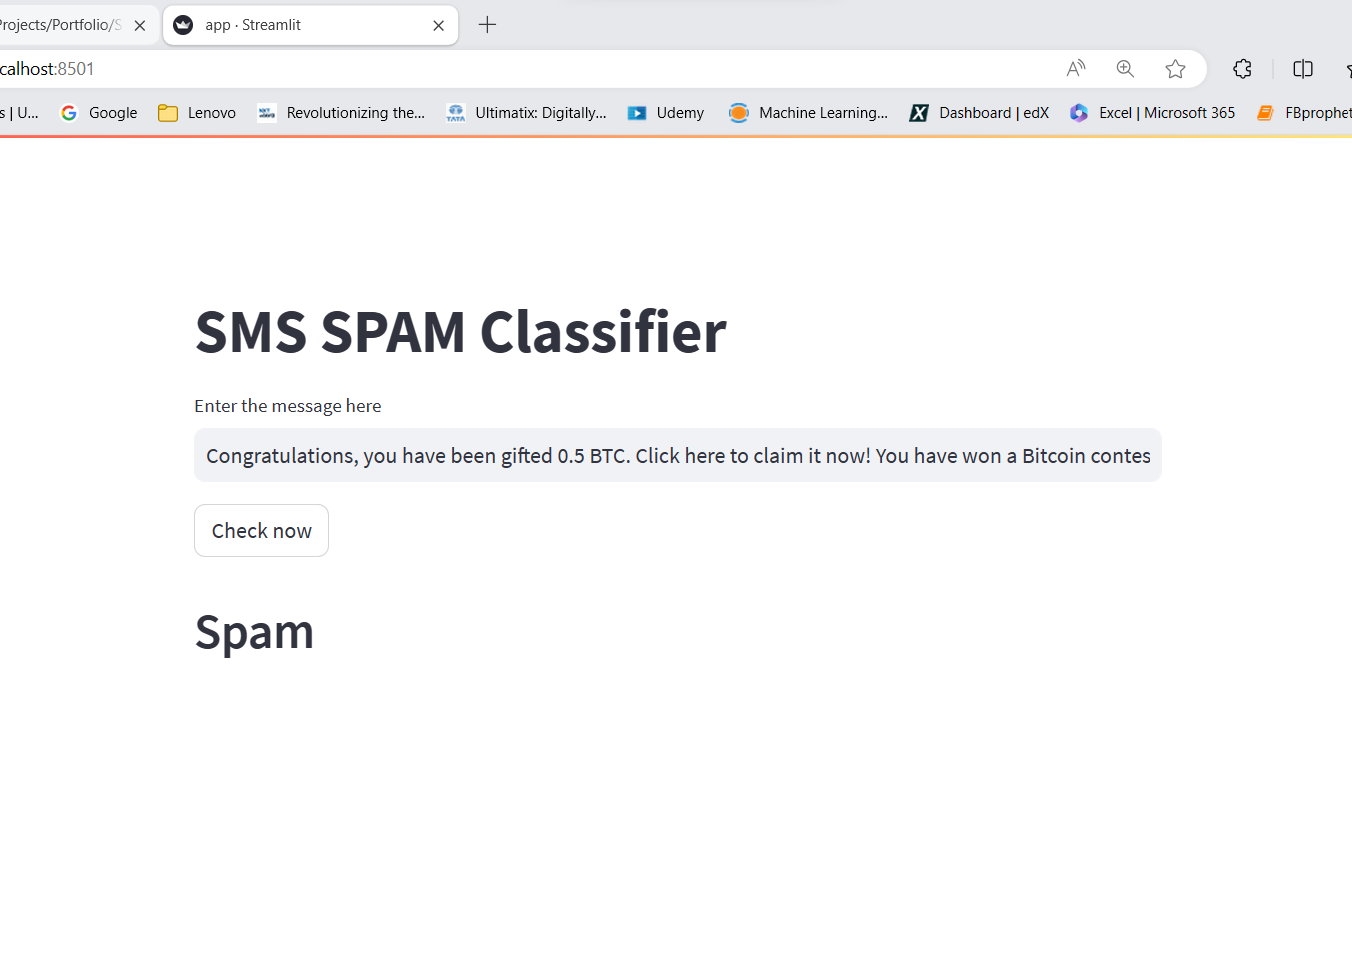 Projects/Portfolio/S
app · Streamlit
calhost:8501
s | U...
Google
Lenovo
Revolutionizing the...
TATA
Ultimatix: Digitally...
Udemy
Machine Learning...
Dashboard | edX
Excel | Microsoft 365
FBprophet
SMS SPAM Classifier
Enter the message here
Congratulations, you have been gifted 0.5 BTC. Click here to claim it now! You have won a Bitcoin contes
Check now
Spam